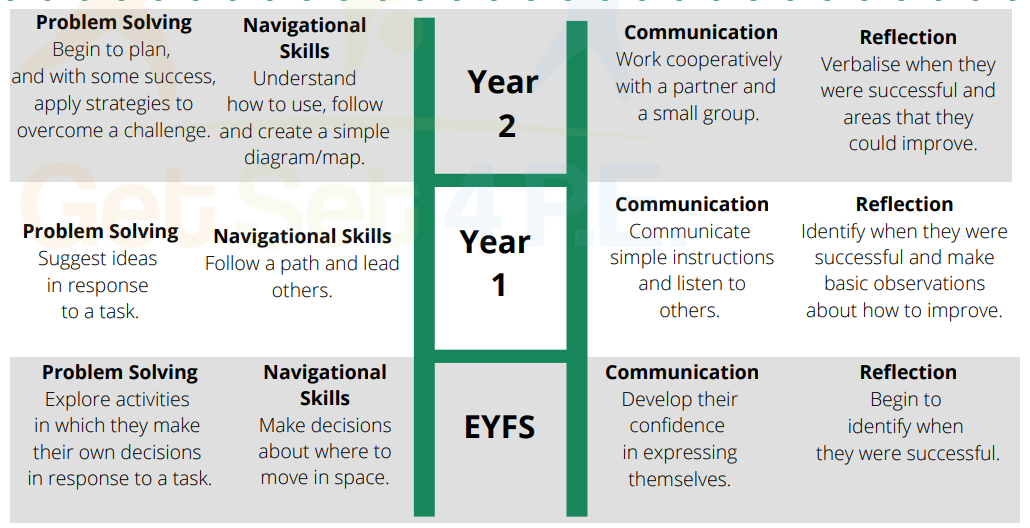 Problem Solving
Begin to plan,
and with some success,
apply strategies to
overcome a challenge.
Navigational
Skills
Understand
how to use, follow
and create a simple
diagram/map.
Year
2
Communication
Work cooperatively
with a partner and
a small group.
Reflection
Verbalise when they
were successful and
areas that they
could improve.
Problem Solving
Suggest ideas
in response
to a task.
Navigational Skills
Follow a path and lead
others.
Year
1
Communication
Communicate
simple instructions
and listen to
others.
Reflection
Identify when they were
successful and make
basic observations
about how to improve.
Problem Solving
Explore activities
in which they make
their own decisions
in response to a task.
Navigational
Skills
Make decisions
about where to
move in space.
EYFS
Communication
Develop their
confidence
in expressing
themselves.
Reflection
Begin to
identify when
they were successful.
Get Set 4 P.E.